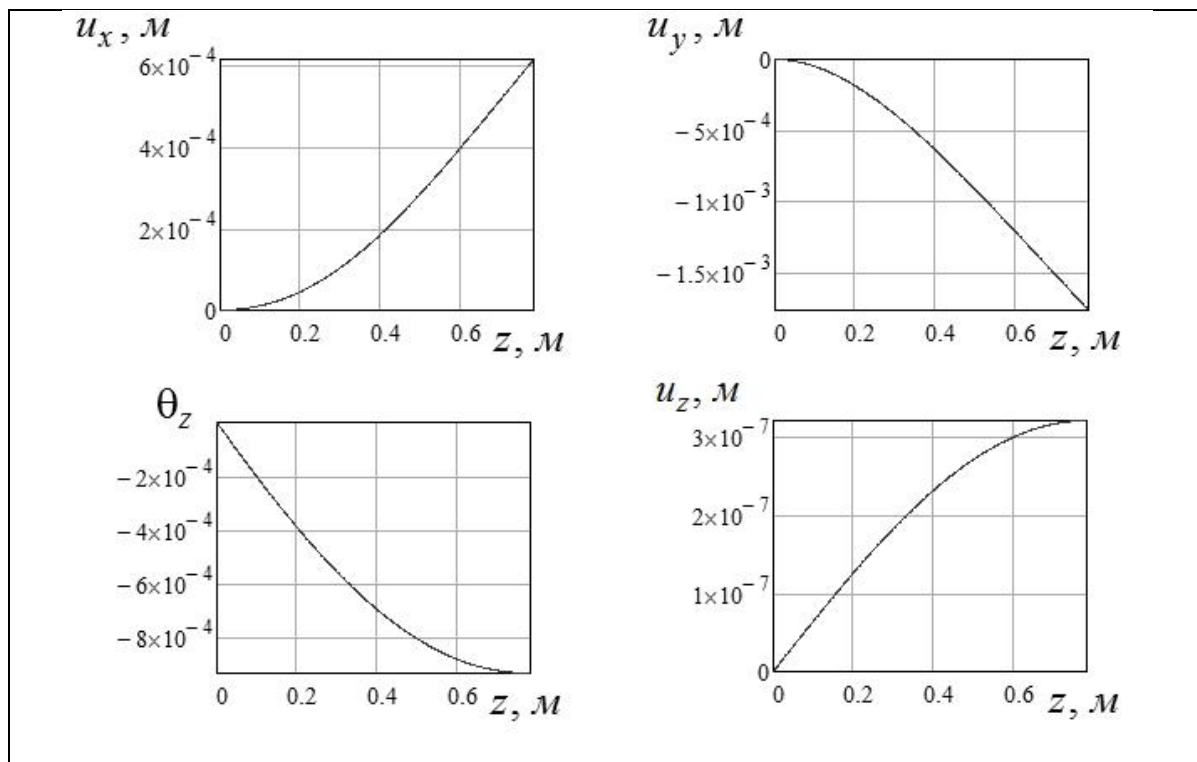 u_x, м
6×10⁻⁴
4×10⁻⁴
2×10⁻⁴
0
0 0.2 0.4 0.6 z, м
u_y, м
0
−5×10⁻⁴
−1×10⁻³
−1.5×10⁻³
0 0.2 0.4 0.6 z, м
θ_z
−2×10⁻⁴
−4×10⁻⁴
−6×10⁻⁴
−8×10⁻⁴
0 0.2 0.4 0.6 z, м
u_z, м
3×10⁻⁷
2×10⁻⁷
1×10⁻⁷
0
0 0.2 0.4 0.6 z, м